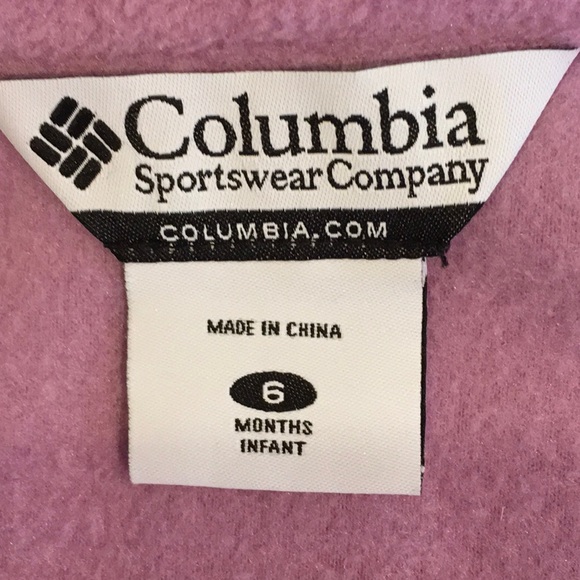 Columbia
Sportswear Company
COLUMBIA.COM
MADE IN CHINA
6
MONTHS
INFANT